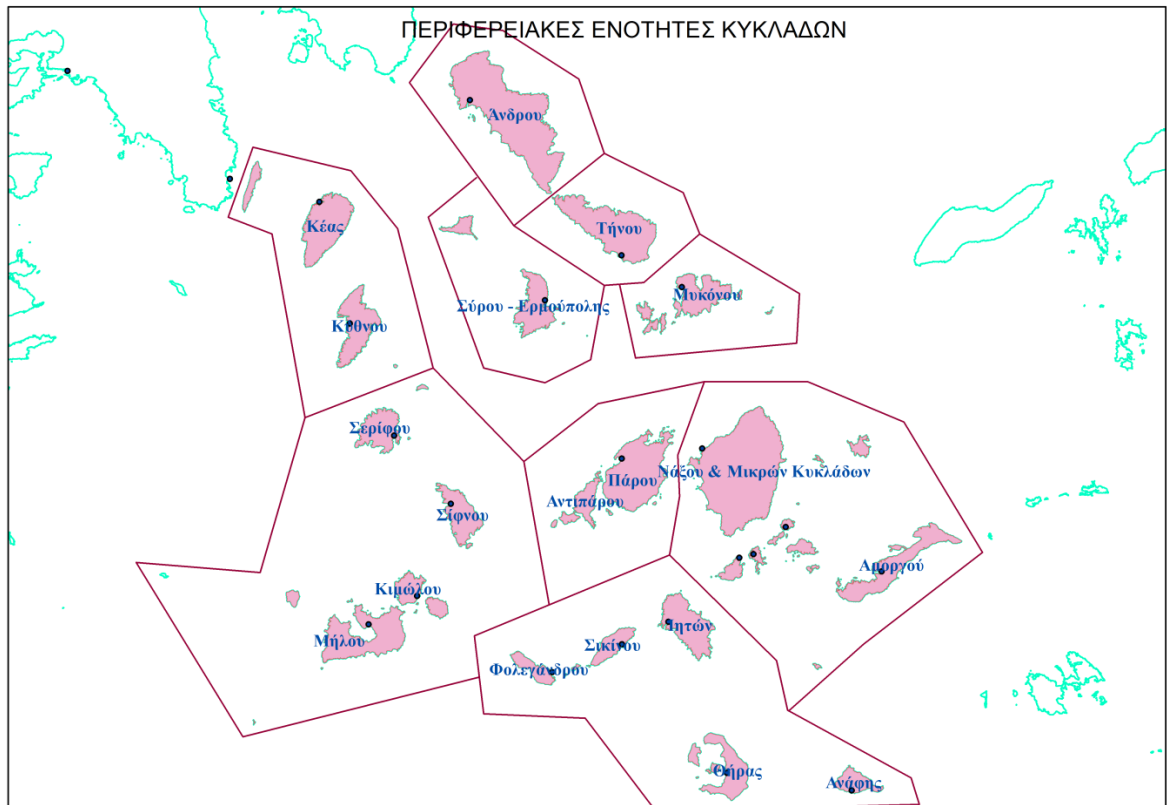 ΠΕΡΙΦΕΡΕΙΑΚΕΣ ΕΝΟΤΗΤΕΣ ΚΥΚΛΑΔΩΝ
Άνδρου
Κέας
Τήνου
Σύρου - Ερμούπολης
Μυκόνου
Κύθνου
Σερίφου
Πάρου
Νάξου & Μικρών Κυκλάδων
Αντιπάρου
Σίφνου
Αμοργού
Κιμώλου
Μήλου
Ιητών
Σικίνου
Φολεγάνδρου
Θήρας
Ανάφης